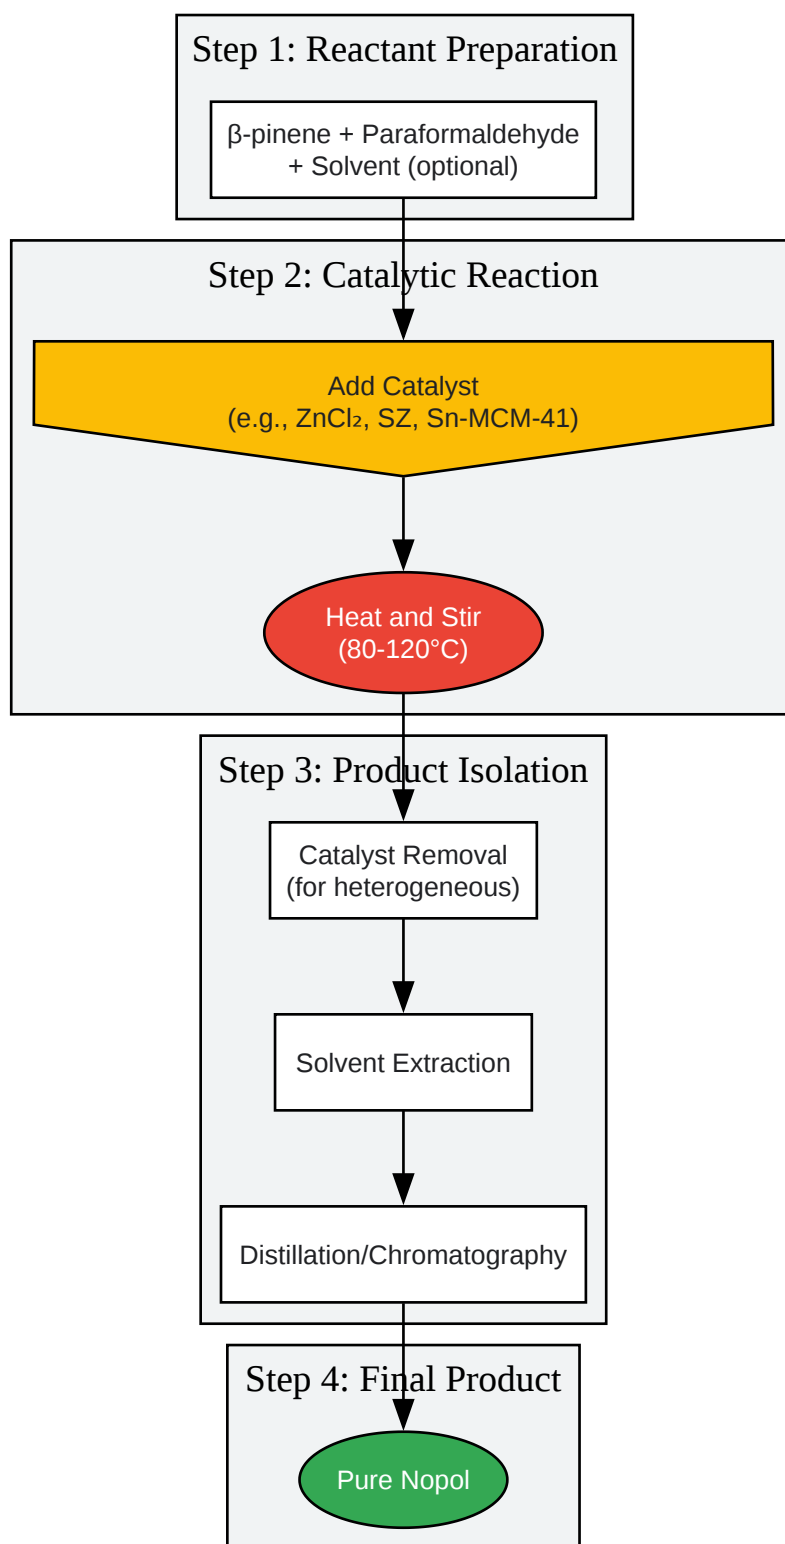 Step 1: Reactant Preparation
β-pinene + Paraformaldehyde
+ Solvent (optional)
Step 2: Catalytic Reaction
Add Catalyst
(e.g., ZnCl₂, SZ, Sn-MCM-41)
Heat and Stir
(80-120°C)
Step 3: Product Isolation
Catalyst Removal
(for heterogeneous)
Solvent Extraction
Distillation/Chromatography
Step 4: Final Product
Pure Nopol